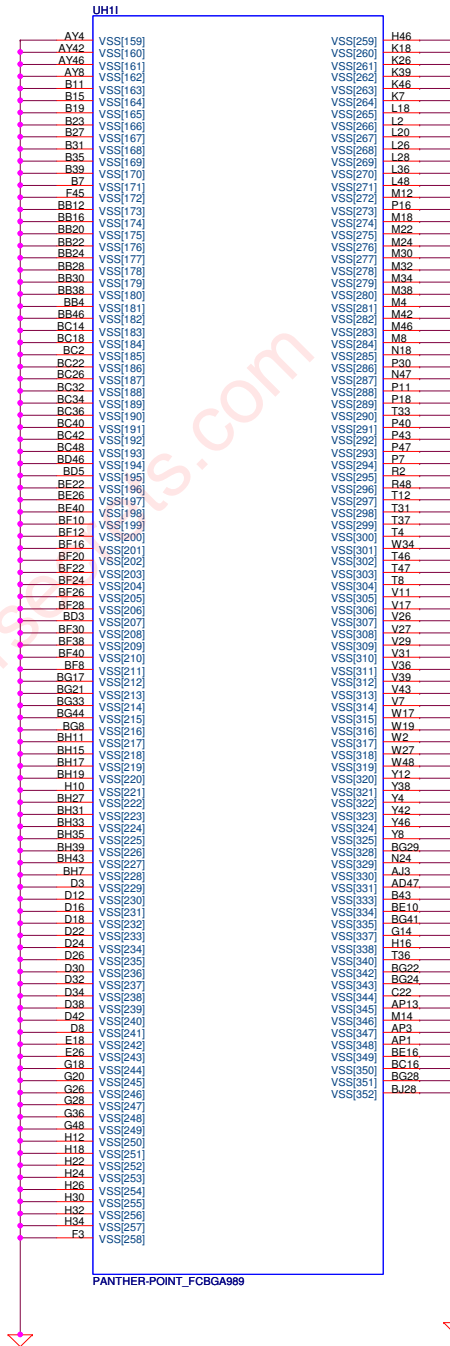 UH1I
AY4 VSS[159]
AY42 VSS[160]
AY46 VSS[161]
AY8 VSS[162]
B11 VSS[163]
B15 VSS[164]
B19 VSS[165]
B23 VSS[166]
B27 VSS[167]
B31 VSS[168]
B35 VSS[169]
B39 VSS[170]
B7 VSS[171]
F45 VSS[172]
BB12 VSS[173]
BB16 VSS[174]
BB20 VSS[175]
BB22 VSS[176]
BB24 VSS[177]
BB28 VSS[178]
BB30 VSS[179]
BB38 VSS[180]
BB4 VSS[181]
BB46 VSS[182]
BC14 VSS[183]
BC18 VSS[184]
BC2 VSS[185]
BC22 VSS[186]
BC26 VSS[187]
BC32 VSS[188]
BC34 VSS[189]
BC36 VSS[190]
BC40 VSS[191]
BC42 VSS[192]
BC48 VSS[193]
BD46 VSS[194]
BD5 VSS[195]
BE22 VSS[196]
BE26 VSS[197]
BE40 VSS[198]
BF10 VSS[199]
BF12 VSS[200]
BF16 VSS[201]
BF20 VSS[202]
BF22 VSS[203]
BF24 VSS[204]
BF26 VSS[205]
BF28 VSS[206]
BD3 VSS[207]
BF30 VSS[208]
BF38 VSS[209]
BF40 VSS[210]
BF8 VSS[211]
BG17 VSS[212]
BG21 VSS[213]
BG33 VSS[214]
BG44 VSS[215]
BG8 VSS[216]
BH11 VSS[217]
BH15 VSS[218]
BH17 VSS[219]
BH19 VSS[220]
H10 VSS[221]
BH27 VSS[222]
BH31 VSS[223]
BH33 VSS[224]
BH35 VSS[225]
BH39 VSS[226]
BH43 VSS[227]
BH7 VSS[228]
D3 VSS[229]
D12 VSS[230]
D16 VSS[231]
D18 VSS[232]
D22 VSS[233]
D24 VSS[234]
D26 VSS[235]
D30 VSS[236]
D32 VSS[237]
D34 VSS[238]
D38 VSS[239]
D42 VSS[240]
D8 VSS[241]
E18 VSS[242]
E26 VSS[243]
G18 VSS[244]
G20 VSS[245]
G26 VSS[246]
G28 VSS[247]
G36 VSS[248]
G48 VSS[249]
H12 VSS[250]
H18 VSS[251]
H22 VSS[252]
H24 VSS[253]
H26 VSS[254]
H30 VSS[255]
H32 VSS[256]
H34 VSS[257]
F3 VSS[258]
VSS[259] H46
VSS[260] K18
VSS[261] K26
VSS[262] K39
VSS[263] K46
VSS[264] K7
VSS[265] L18
VSS[266] L2
VSS[267] L20
VSS[268] L26
VSS[269] L28
VSS[270] L36
VSS[271] L48
VSS[272] M12
VSS[273] P16
VSS[274] M18
VSS[275] M22
VSS[276] M24
VSS[277] M30
VSS[278] M32
VSS[279] M34
VSS[280] M38
VSS[281] M4
VSS[282] M42
VSS[283] M46
VSS[284] M8
VSS[285] N18
VSS[286] P30
VSS[287] N47
VSS[288] P11
VSS[289] P18
VSS[290] T33
VSS[291] P40
VSS[292] P43
VSS[293] P47
VSS[294] P7
VSS[295] R2
VSS[296] R48
VSS[297] T12
VSS[298] T31
VSS[299] T37
VSS[300] T4
VSS[301] W34
VSS[302] T46
VSS[303] T47
VSS[304] T8
VSS[305] V11
VSS[306] V17
VSS[307] V26
VSS[308] V27
VSS[309] V29
VSS[310] V31
VSS[311] V36
VSS[312] V39
VSS[313] V43
VSS[314] V7
VSS[315] W17
VSS[316] W19
VSS[317] W2
VSS[318] W27
VSS[319] W48
VSS[320] Y12
VSS[321] Y38
VSS[322] Y4
VSS[323] Y42
VSS[324] Y46
VSS[325] Y8
VSS[328] BG29
VSS[329] N24
VSS[330] AJ3
VSS[331] AD47
VSS[333] B43
VSS[334] BE10
VSS[335] BG41
VSS[337] G14
VSS[338] H16
VSS[340] T36
VSS[342] BG22
VSS[343] BG24
VSS[344] C22
VSS[345] AP13
VSS[346] M14
VSS[347] AP3
VSS[348] AP1
VSS[349] BE16
VSS[350] BC16
VSS[351] BG28
VSS[352] BJ28
PANTHER-POINT_FCBGA989